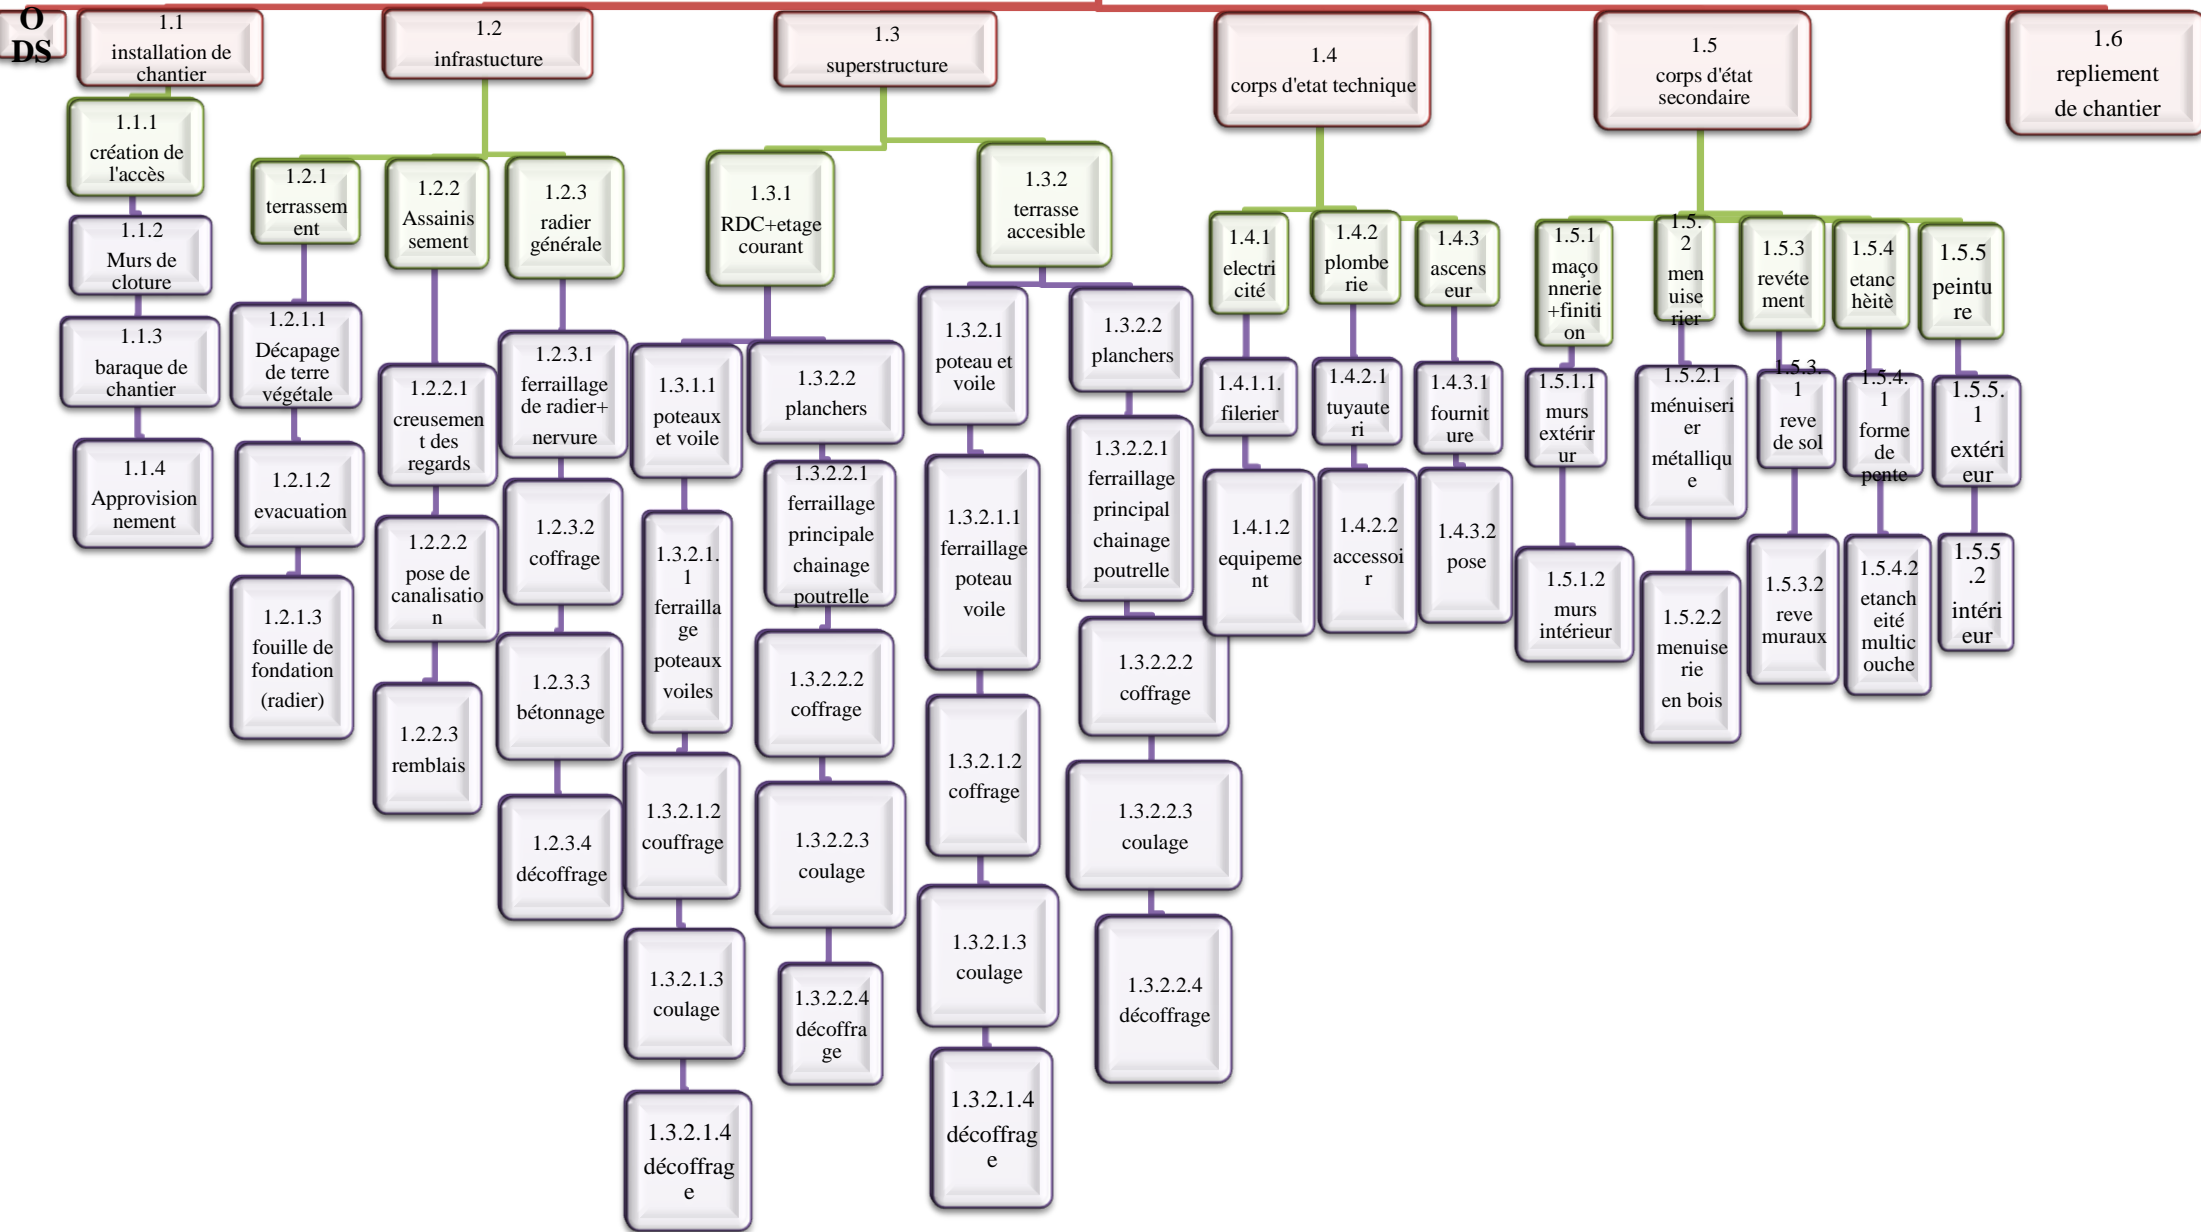 O
DS
1.1
installation de
chantier
1.1.1
création de
l'accès
1.1.2
Murs de
cloture
1.1.3
baraque de
chantier
1.1.4
Approvision
nement
1.2
infrastucture
1.2.1
terrassem
ent
1.2.1.1
Décapage
de terre
végétale
1.2.1.2
evacuation
1.2.1.3
fouille de
fondation
(radier)
1.2.2
Assainis
sement
1.2.2.1
creusemen
t des
regards
1.2.2.2
pose de
canalisatio
n
1.2.2.3
remblais
1.2.3
radier
générale
1.2.3.1
ferraillage
de radier+
nervure
1.2.3.2
coffrage
1.2.3.3
bétonnage
1.2.3.4
décoffrage
1.3
superstructure
1.3.1
RDC+etage
courant
1.3.1.1
poteaux
et voile
1.3.2.1.
1
ferrailla
ge
poteaux
voiles
1.3.2.1.2
couffrage
1.3.2.1.3
coulage
1.3.2.1.4
décoffrag
e
1.3.2.2
planchers
1.3.2.2.1
ferraillage
principale
chainage
poutrelle
1.3.2.2.2
coffrage
1.3.2.2.3
coulage
1.3.2.2.4
décoffra
ge
1.3.2
terrasse
accesible
1.3.2.1
poteau et
voile
1.3.2.1.1
ferraillage
poteau
voile
1.3.2.1.2
coffrage
1.3.2.1.3
coulage
1.3.2.1.4
décoffrag
e
1.3.2.2
planchers
1.3.2.2.1
ferraillage
principal
chainage
poutrelle
1.3.2.2.2
coffrage
1.3.2.2.3
coulage
1.3.2.2.4
décoffrage
1.4
corps d'etat technique
1.4.1
electri
cité
1.4.1.1.
filerier
1.4.1.2
equipeme
nt
1.4.2
plombe
rie
1.4.2.1
tuyaute
ri
1.4.2.2
accessoi
r
1.4.3
ascens
eur
1.4.3.1
fournit
ure
1.4.3.2
pose
1.5
corps d'état
secondaire
1.5.1
maço
nnerie
+finiti
on
1.5.1.1
murs
extérir
ur
1.5.1.2
murs
intérieur
1.5.
2
men
uise
rier
1.5.2.1
ménuiseri
er
métalliqu
e
1.5.2.2
menuise
rie
en bois
1.5.3
revéte
ment
1.5.3.
1
reve
de sol
1.5.3.2
reve
muraux
1.5.4
etanc
hèitè
1.5.4.
1
forme
de
pente
1.5.4.2
etanch
eité
multic
ouche
1.5.5
peintu
re
1.5.5.
1
extéri
eur
1.5.5
.2
intéri
eur
1.6
repliement
de chantier